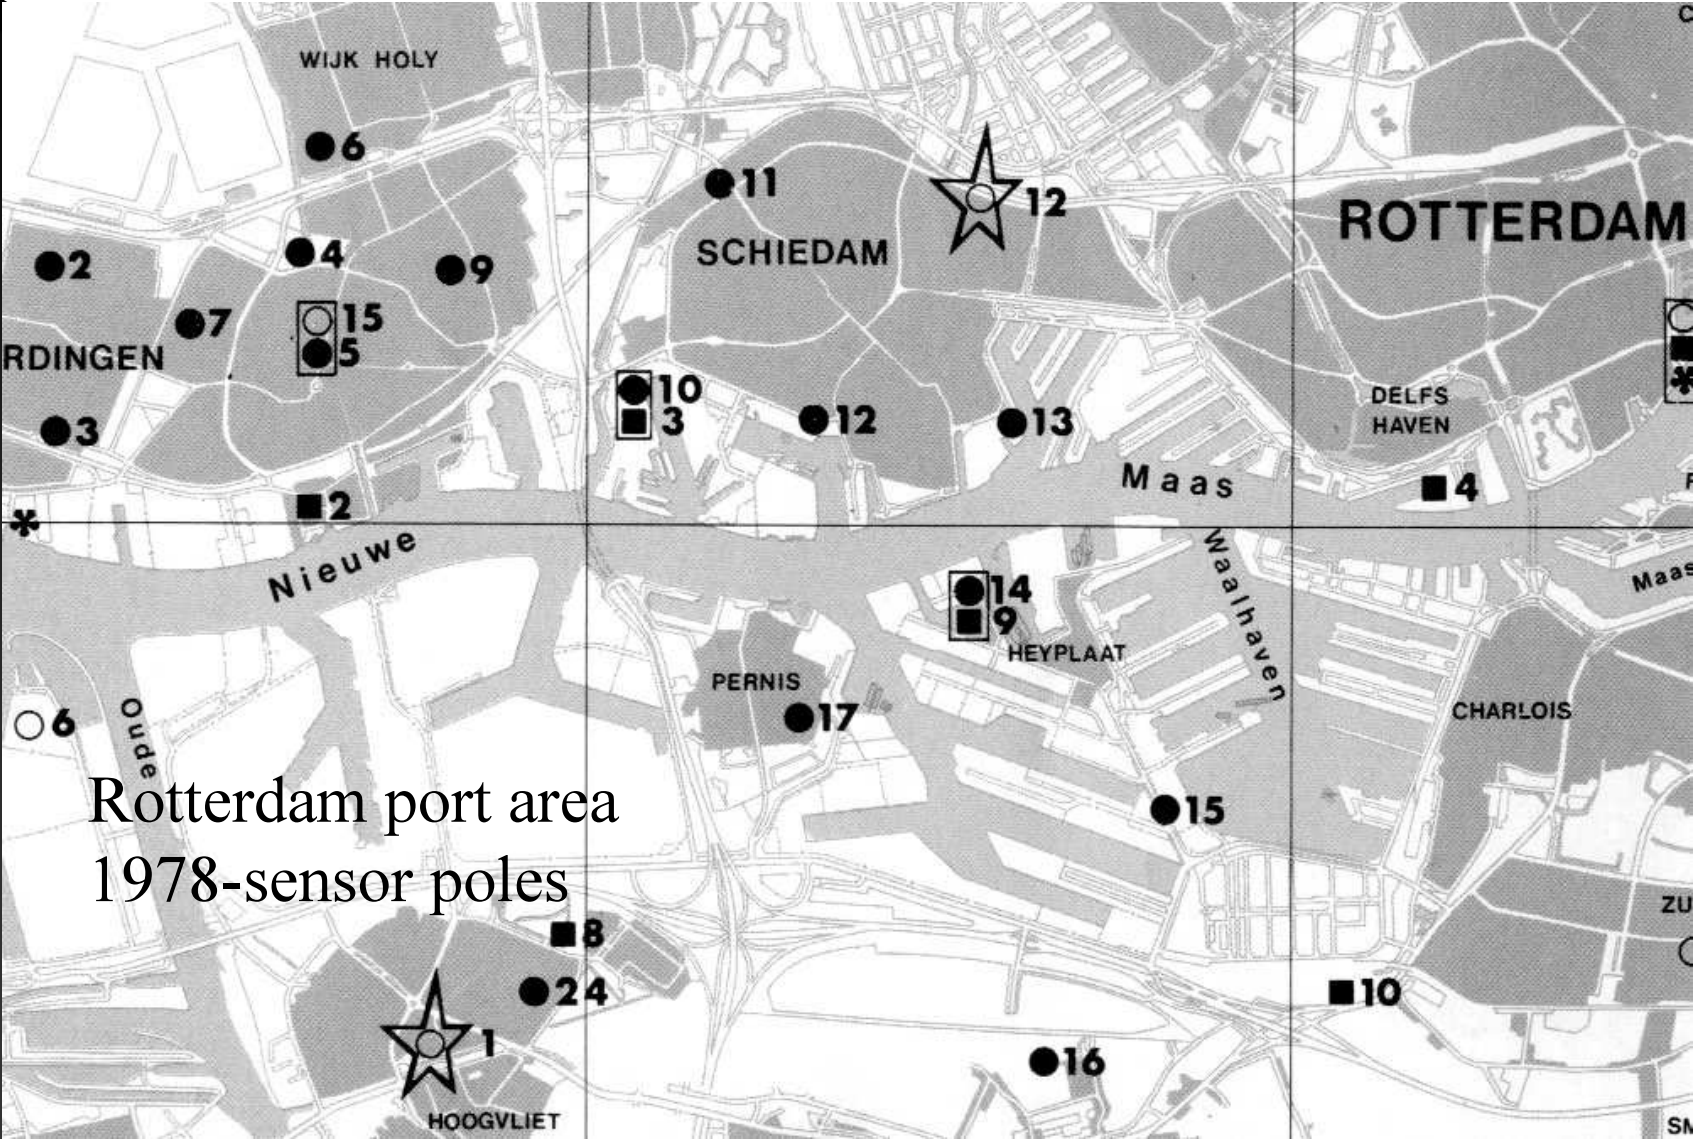 C
WIJK HOLY
6
11
12
ROTTERDAM
2
4
9
SCHIEDAM
7
15
5
RDINGEN
10
3
12
13
DELFS
HAVEN
3
Maas
4
2
Nieuwe
Waalhaven
Maas
14
9
HEYPLAAT
PERNIS
17
CHARLOIS
6
Oude
Rotterdam port area
1978-sensor poles
15
ZU
8
24
10
1
16
HOOGVLIET
SM